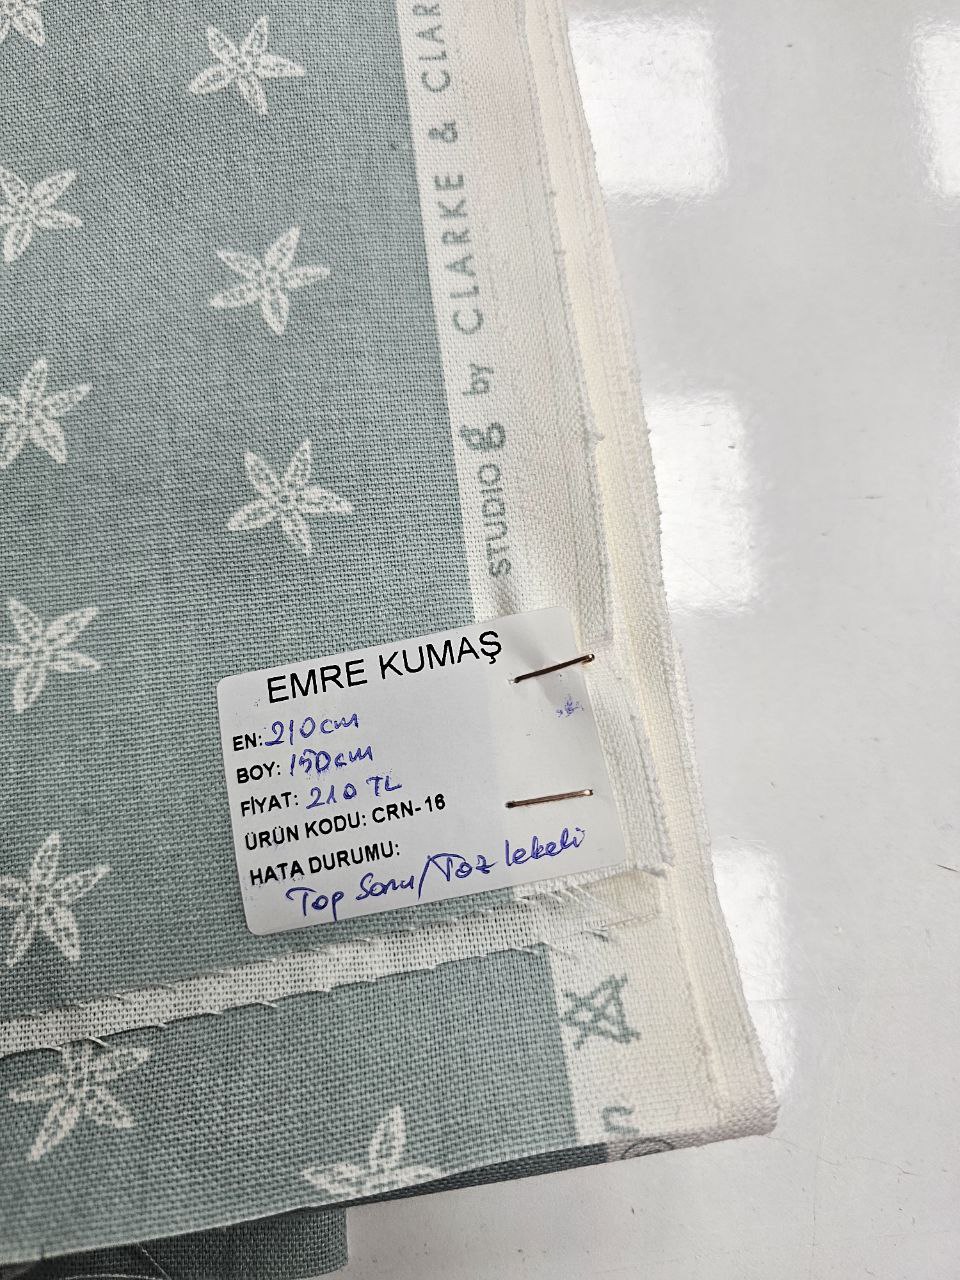 STUDIO g by CLARKE & CLAR
EMRE KUMAŞ
EN: 210cm
BOY: 150cm
FİYAT: 210 TL
ÜRÜN KODU: CRN-16
HATA DURUMU:
Top Sonu/Toz lekeli